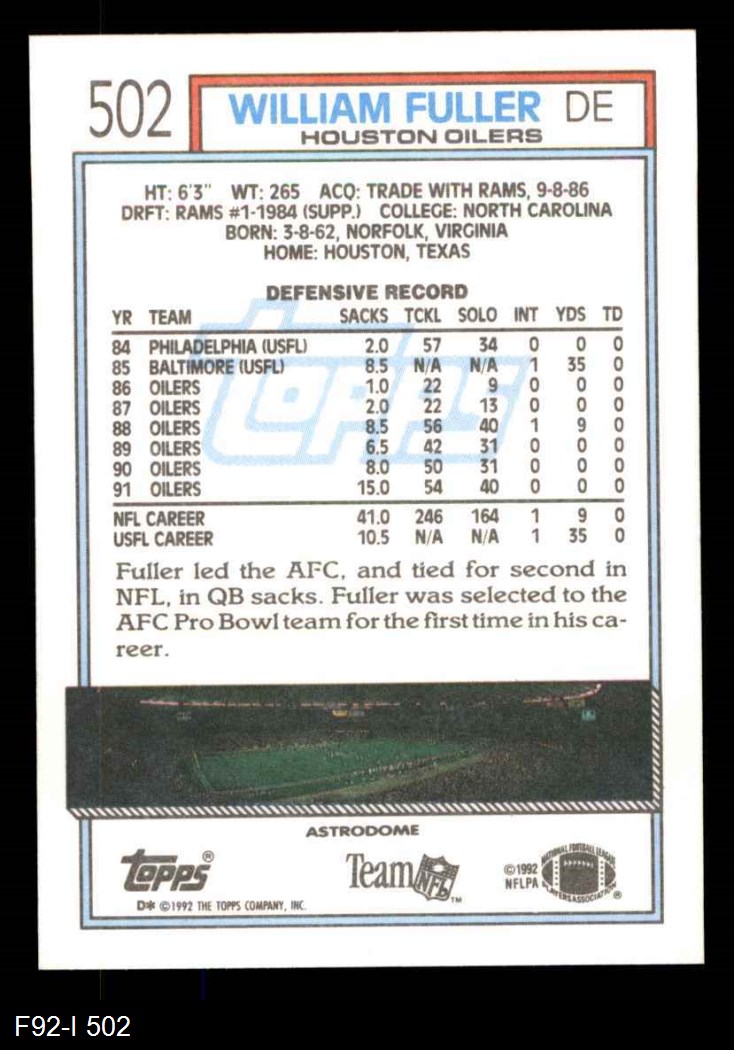 502
WILLIAM FULLER DE
HOUSTON OILERS
HT: 6'3" WT: 265 ACQ: TRADE WITH RAMS, 9-8-86
DRFT: RAMS #1-1984 (SUPP.) COLLEGE: NORTH CAROLINA
BORN: 3-8-62, NORFOLK, VIRGINIA
HOME: HOUSTON, TEXAS
DEFENSIVE RECORD
YR TEAM SACKS TCKL SOLO INT YDS TD
84 PHILADELPHIA (USFL) 2.0 57 34 0 0 0
85 BALTIMORE (USFL) 8.5 N/A N/A 1 35 0
86 OILERS 1.0 22 9 0 0 0
87 OILERS 2.0 22 13 0 0 0
88 OILERS 8.5 56 40 1 9 0
89 OILERS 6.5 42 31 0 0 0
90 OILERS 8.0 50 31 0 0 0
91 OILERS 15.0 54 40 0 0 0
NFL CAREER 41.0 246 164 1 9 0
USFL CAREER 10.5 N/A N/A 1 35 0
topps
Fuller led the AFC, and tied for second in
NFL, in QB sacks. Fuller was selected to the
AFC Pro Bowl team for the first time in his ca-
reer.
ASTRODOME
topps®
Team NFL™
©1992
NFLPA
NATIONAL FOOTBALL LEAGUE
PLAYERS ASSOCIATION ®
D* ©1992 THE TOPPS COMPANY, INC.
F92-I 502